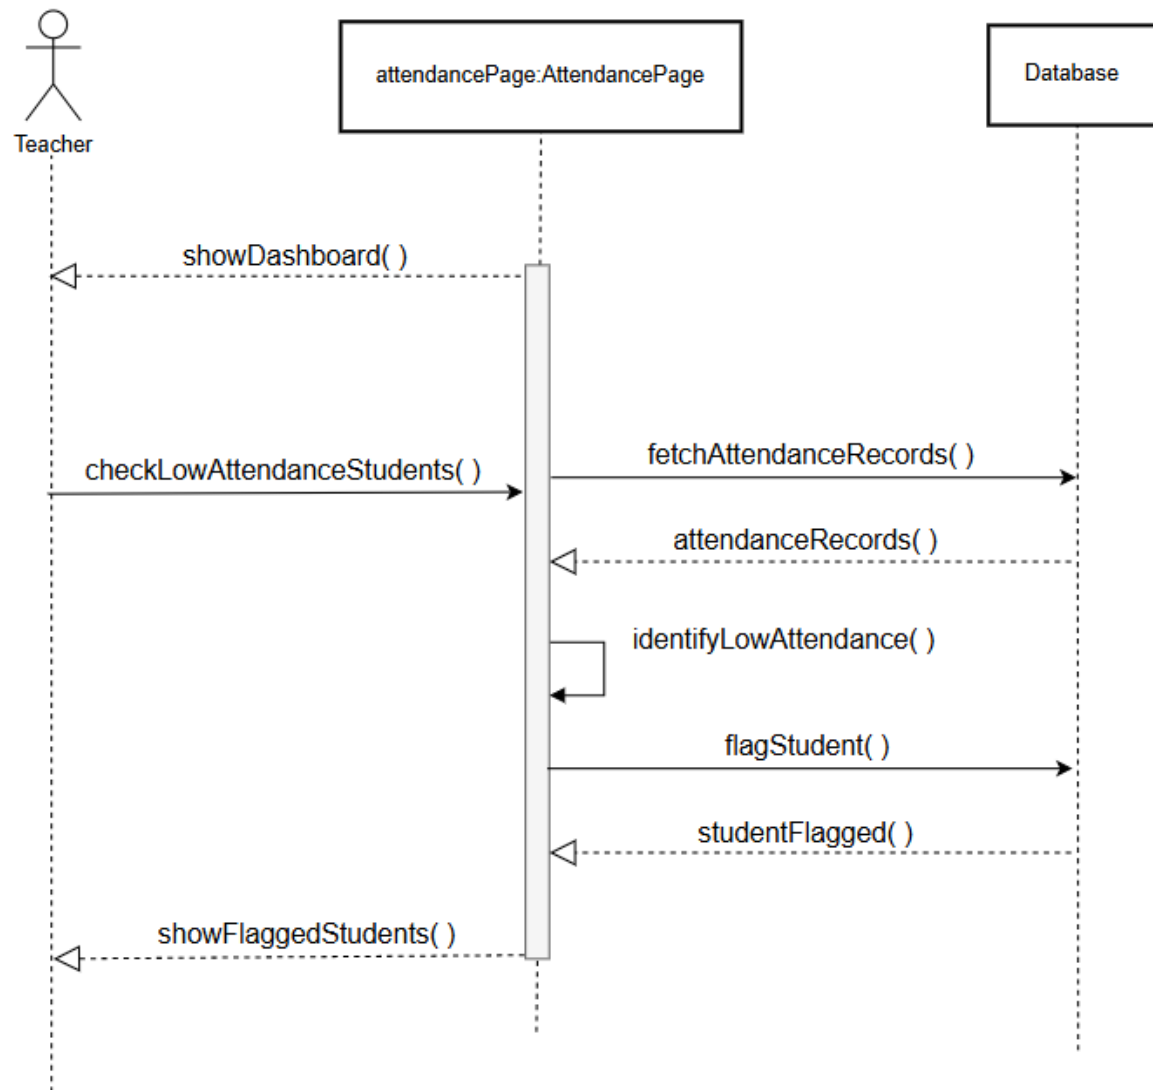 attendancePage:AttendancePage
Database
Teacher
showDashboard( )
fetchAttendanceRecords( )
checkLowAttendanceStudents( )
attendanceRecords( )
identifyLowAttendance( )
flagStudent( )
studentFlagged( )
showFlaggedStudents( )